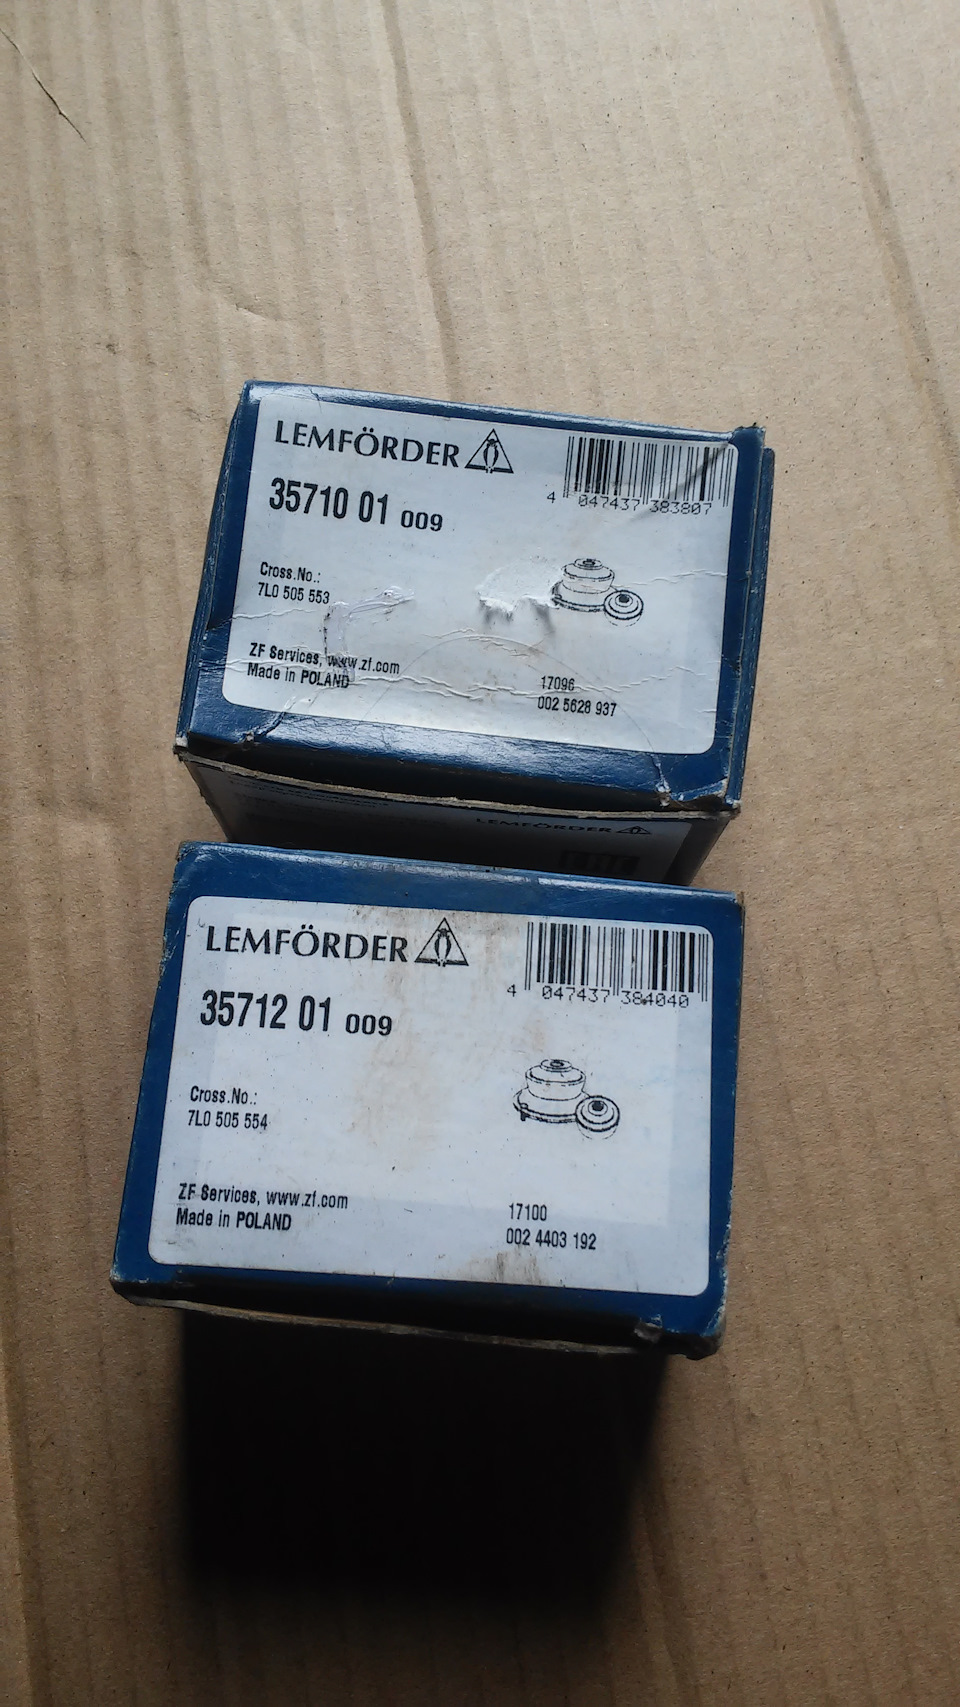 LEMFÖRDER
35710 01 009
4 047437 383807
Cross.No.:
7L0 505 553
ZF Services, www.zf.com
Made in POLAND
17096
002 5628 937
LEMFÖRDER
LEMFÖRDER
35712 01 009
4 047437 384040
Cross.No.:
7L0 505 554
ZF Services, www.zf.com
Made in POLAND
17100
002 4403 192